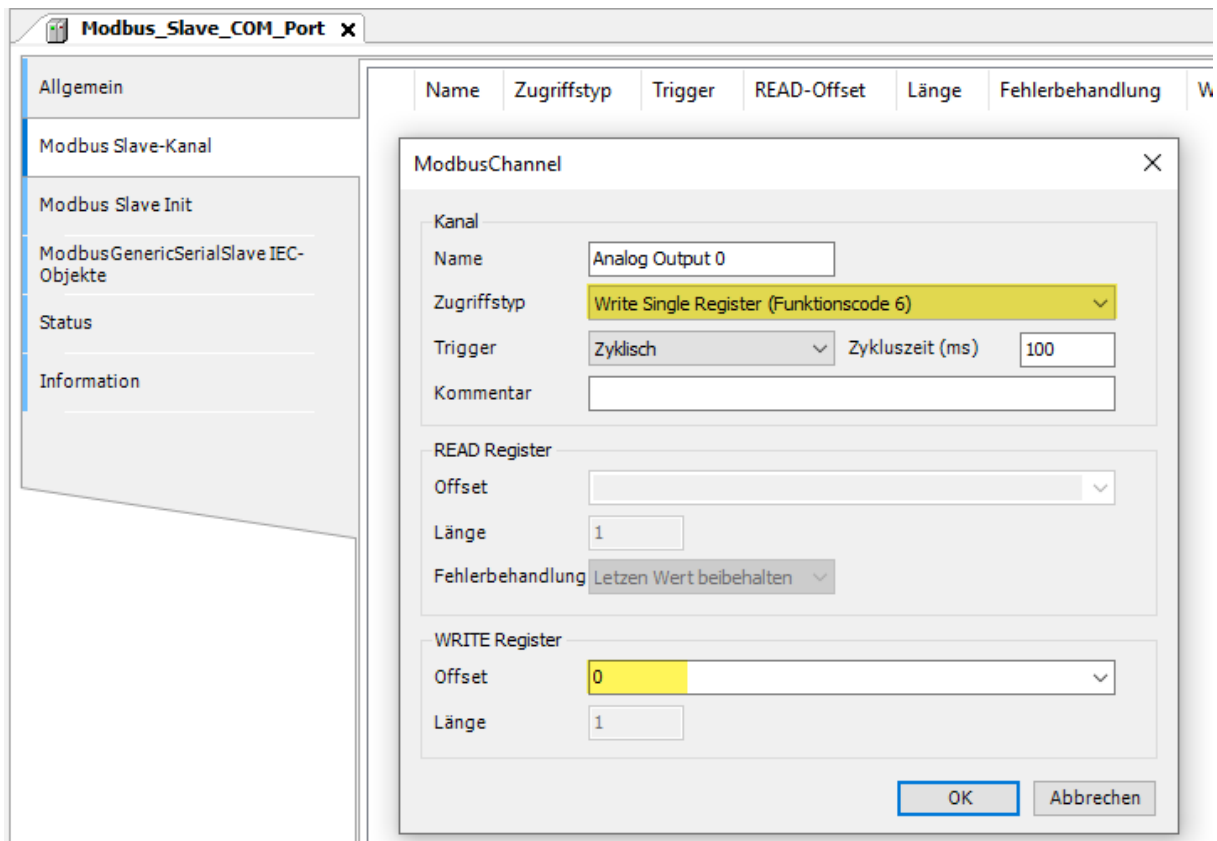 Modbus_Slave_COM_Port x
Allgemein
Modbus Slave-Kanal
Modbus Slave Init
ModbusGenericSerialSlave IEC-
Objekte
Status
Information
Name Zugriffstyp Trigger READ-Offset Länge Fehlerbehandlung W
ModbusChannel
Kanal
Name Analog Output 0
Zugriffstyp Write Single Register (Funktionscode 6)
Trigger Zyklisch Zykluszeit (ms) 100
Kommentar
READ Register
Offset
Länge 1
Fehlerbehandlung Letzen Wert beibehalten
WRITE Register
Offset 0
Länge 1
OK Abbrechen